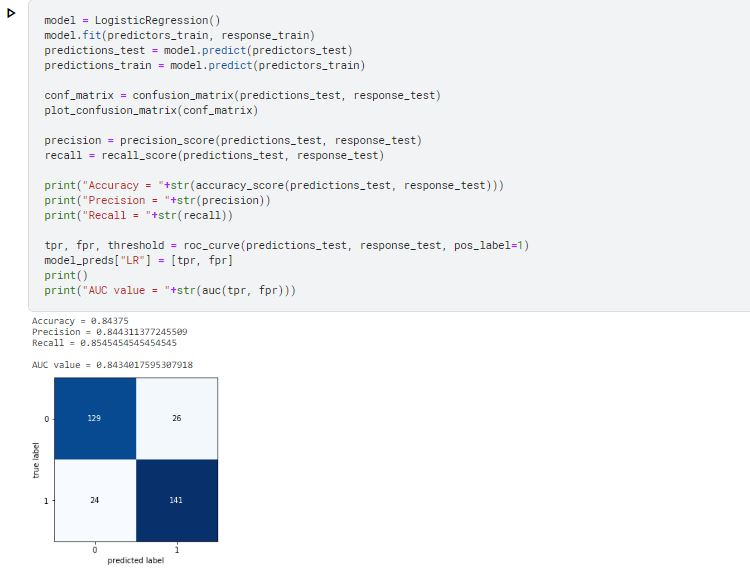 model = LogisticRegression()
model.fit(predictors_train, response_train)
predictions_test = model.predict(predictors_test)
predictions_train = model.predict(predictors_train)
conf_matrix = confusion_matrix(predictions_test, response_test)
plot_confusion_matrix(conf_matrix)
precision = precision_score(predictions_test, response_test)
recall = recall_score(predictions_test, response_test)
print("Accuracy = "+str(accuracy_score(predictions_test, response_test)))
print("Precision = "+str(precision))
print("Recall = "+str(recall))
tpr, fpr, threshold = roc_curve(predictions_test, response_test, pos_label=1)
model_preds["LR"] = [tpr, fpr]
print()
print("AUC value = "+str(auc(tpr, fpr)))
Accuracy = 0.84375
Precision = 0.844311377245509
Recall = 0.8545454545454545
AUC value = 0.8434017595307918
0
129
26
true label
1
24
141
0
1
predicted label